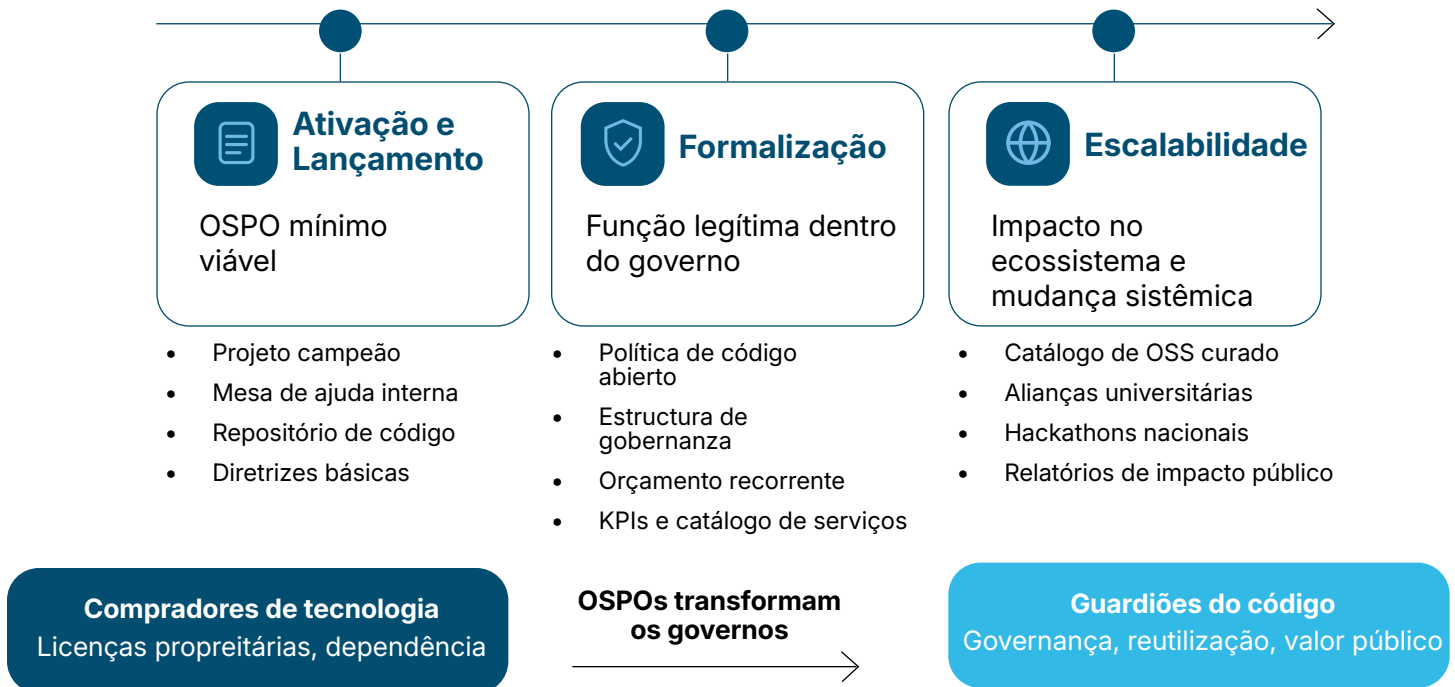 Ativação e
Lançamento
OSPO mínimo
viável
Formalização
Função legítima dentro
do governo
Escalabilidade
Impacto no
ecossistema e
mudança sistêmica
• Projeto campeão
• Mesa de ajuda interna
• Repositório de código
• Diretrizes básicas
• Política de código
abierto
• Estructura de
gobernanza
• Orçamento recorrente
• KPIs e catálogo de serviços
• Catálogo de OSS curado
• Alianças universitárias
• Hackathons nacionais
• Relatórios de impacto público
Compradores de tecnologia
Licenças propreitárias, dependência
OSPOs transformam
os governos
Guardiões do código
Governança, reutilização, valor público